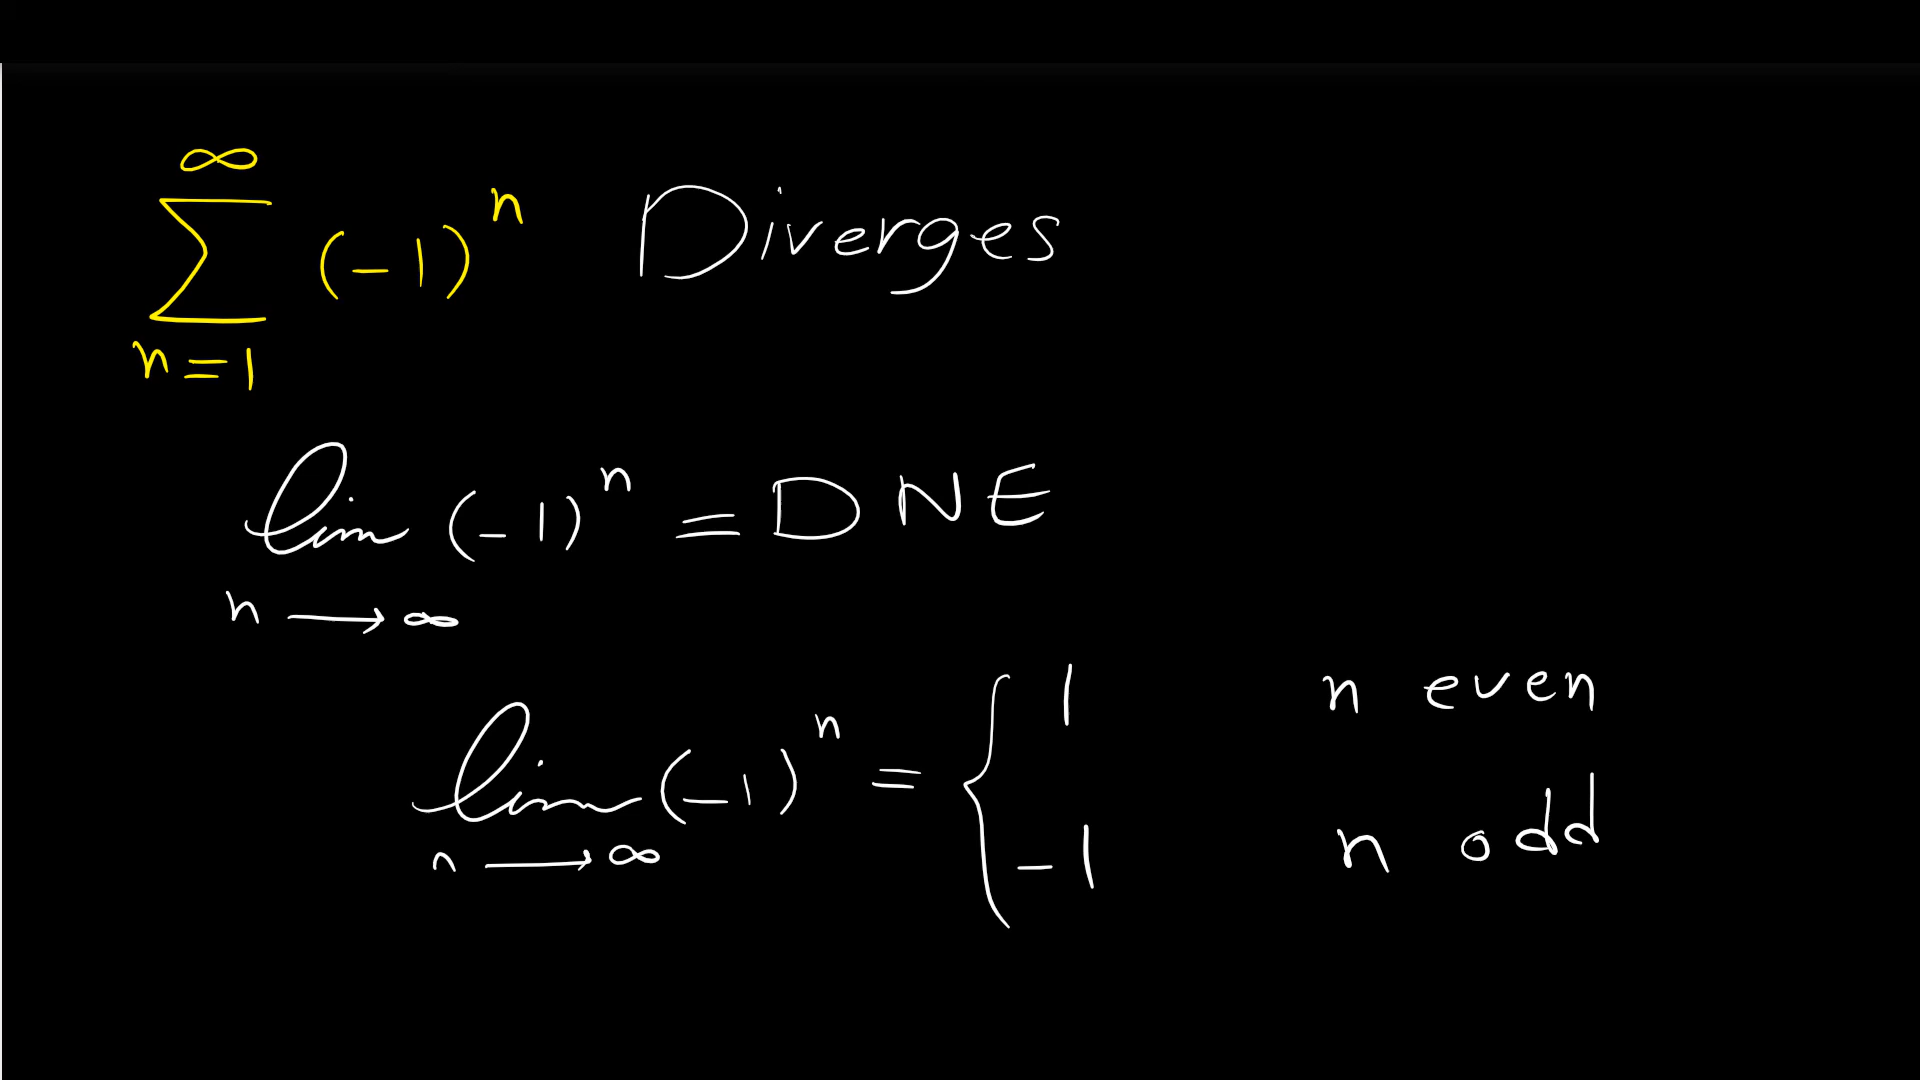 ∞
∑ (-1)ⁿ Diverges
n=1
lim (-1)ⁿ = DNE
n → ∞
lim (-1)ⁿ = { 1 n even
-1 n odd
n → ∞